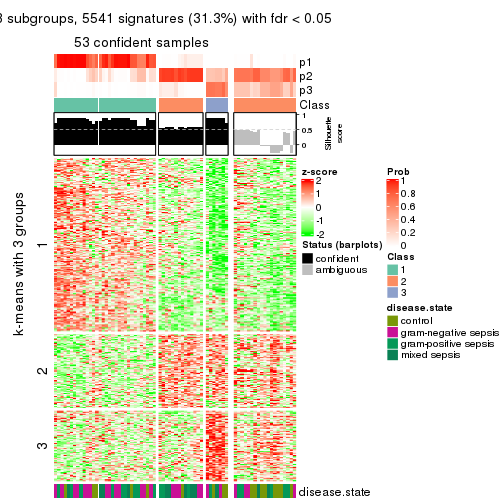 3 subgroups, 5541 signatures (31.3%) with fdr < 0.05
53 confident samples
p1
p2
p3
Class
1
0.5
0
Silhouette
score
k-means with 3 groups
1
2
3
disease.state
z-score
2
1
0
-1
-2
Status (barplots)
confident
ambiguous
Prob
1
0.8
0.6
0.4
0.2
0
Class
1
2
3
disease.state
control
gram-negative sepsis
gram-positive sepsis
mixed sepsis